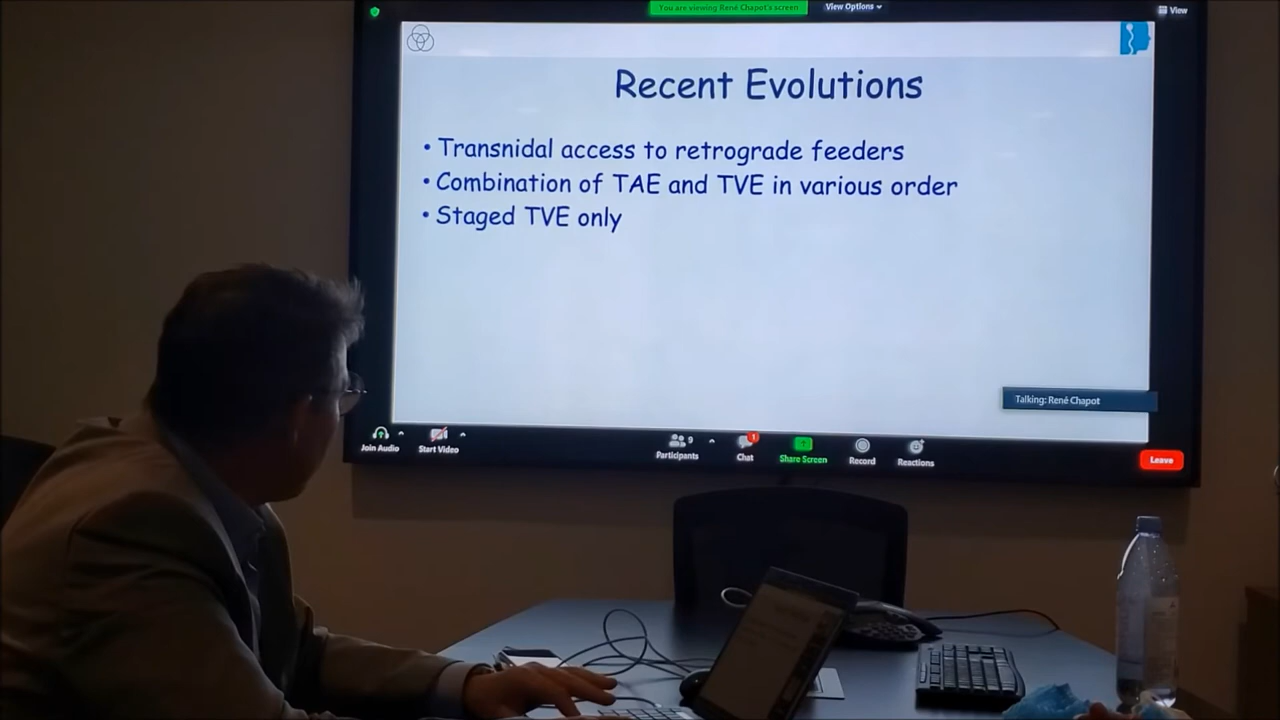 You are viewing René Chapot's screen
View Options
View
Recent Evolutions
• Transnidal access to retrograde feeders
• Combination of TAE and TVE in various order
• Staged TVE only
Talking: René Chapot
Join Audio
Start Video
9
Participants
1
Chat
Share Screen
Record
Reactions
Leave